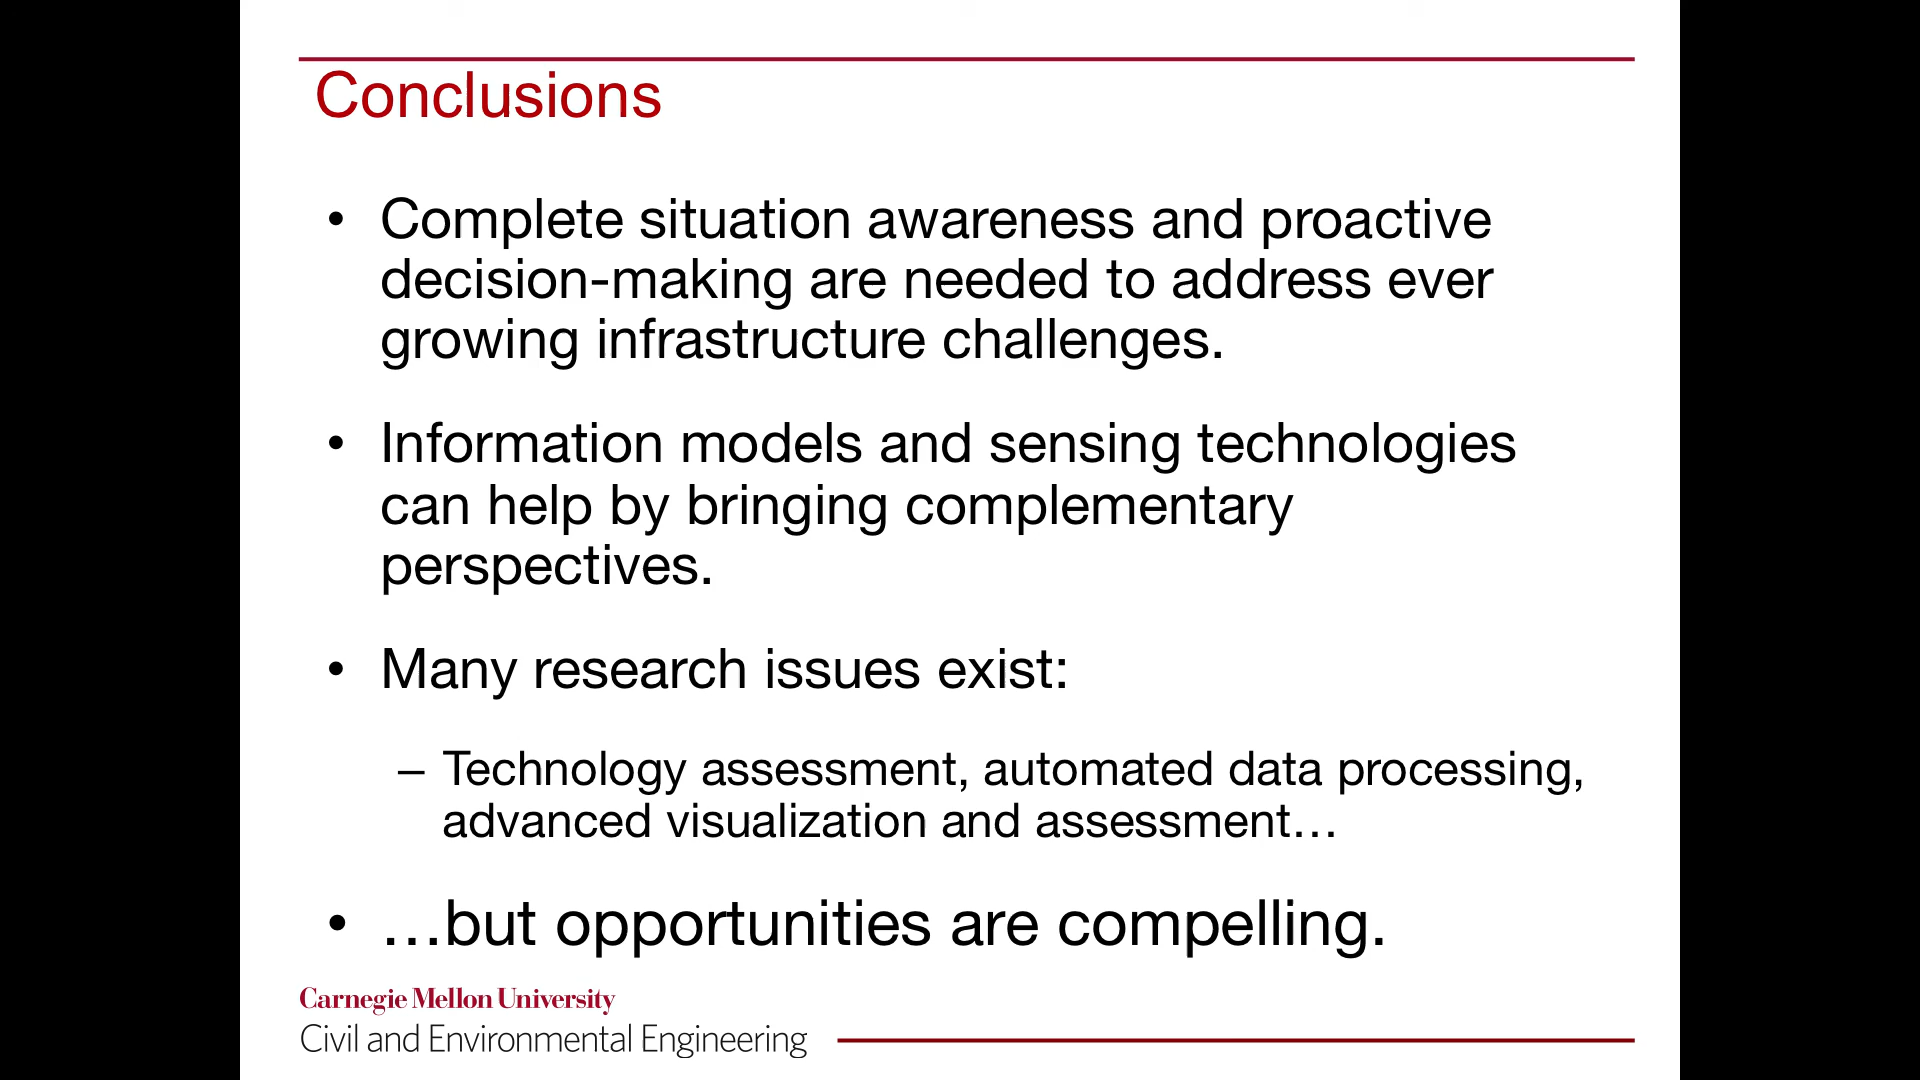 Conclusions
• Complete situation awareness and proactive
decision-making are needed to address ever
growing infrastructure challenges.
• Information models and sensing technologies
can help by bringing complementary
perspectives.
• Many research issues exist:
– Technology assessment, automated data processing,
advanced visualization and assessment…
• …but opportunities are compelling.
Carnegie Mellon University
Civil and Environmental Engineering